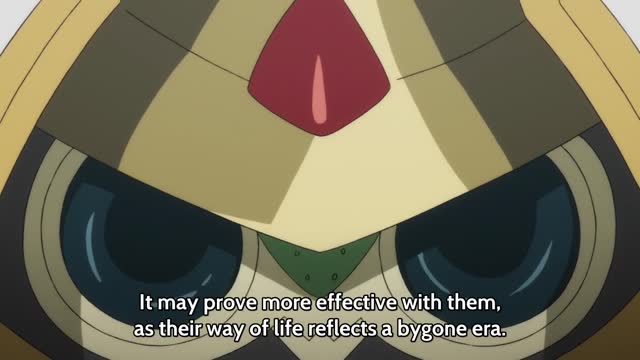 It may prove more effective with them,
as their way of life reflects a bygone era.